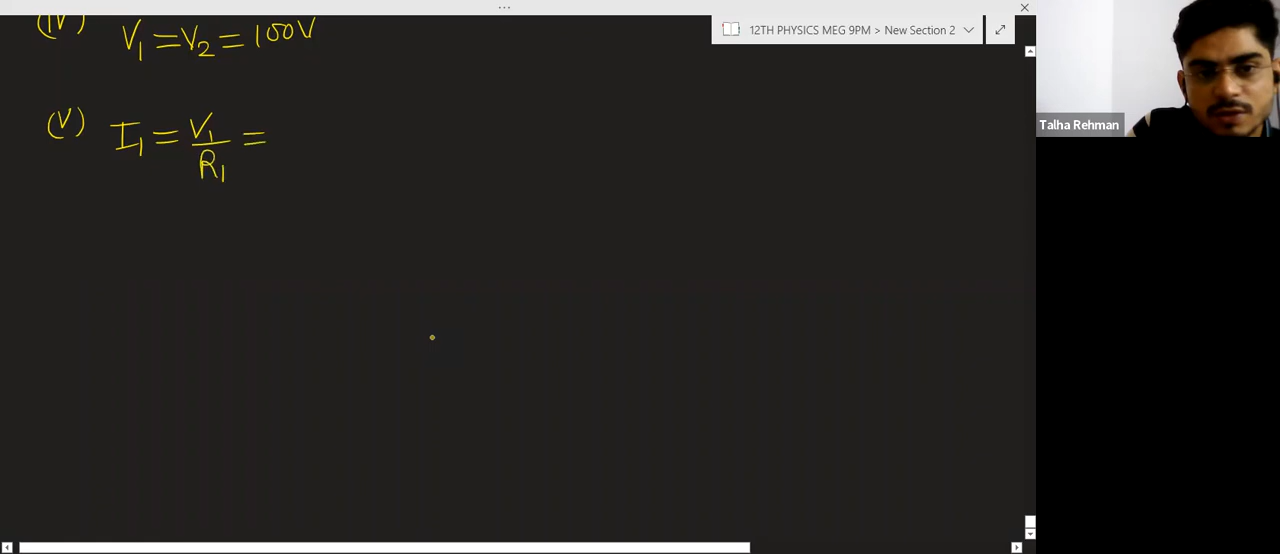 12TH PHYSICS MEG 9PM > New Section 2
(IV) V₁ = V₂ = 100V
(V) I₁ = V₁/R₁ =
Talha Rehman